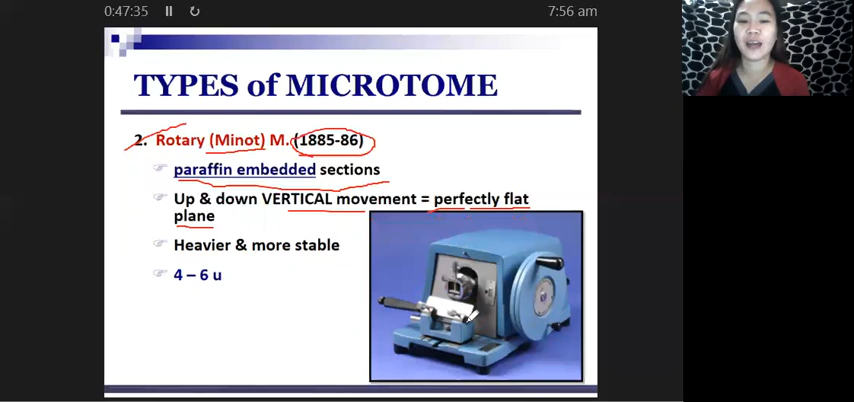 0:47:35
7:56 am
TYPES of MICROTOME
2. Rotary (Minot) M. (1885-86)
paraffin embedded sections
Up & down VERTICAL movement = perfectly flat
plane
Heavier & more stable
4 – 6 u